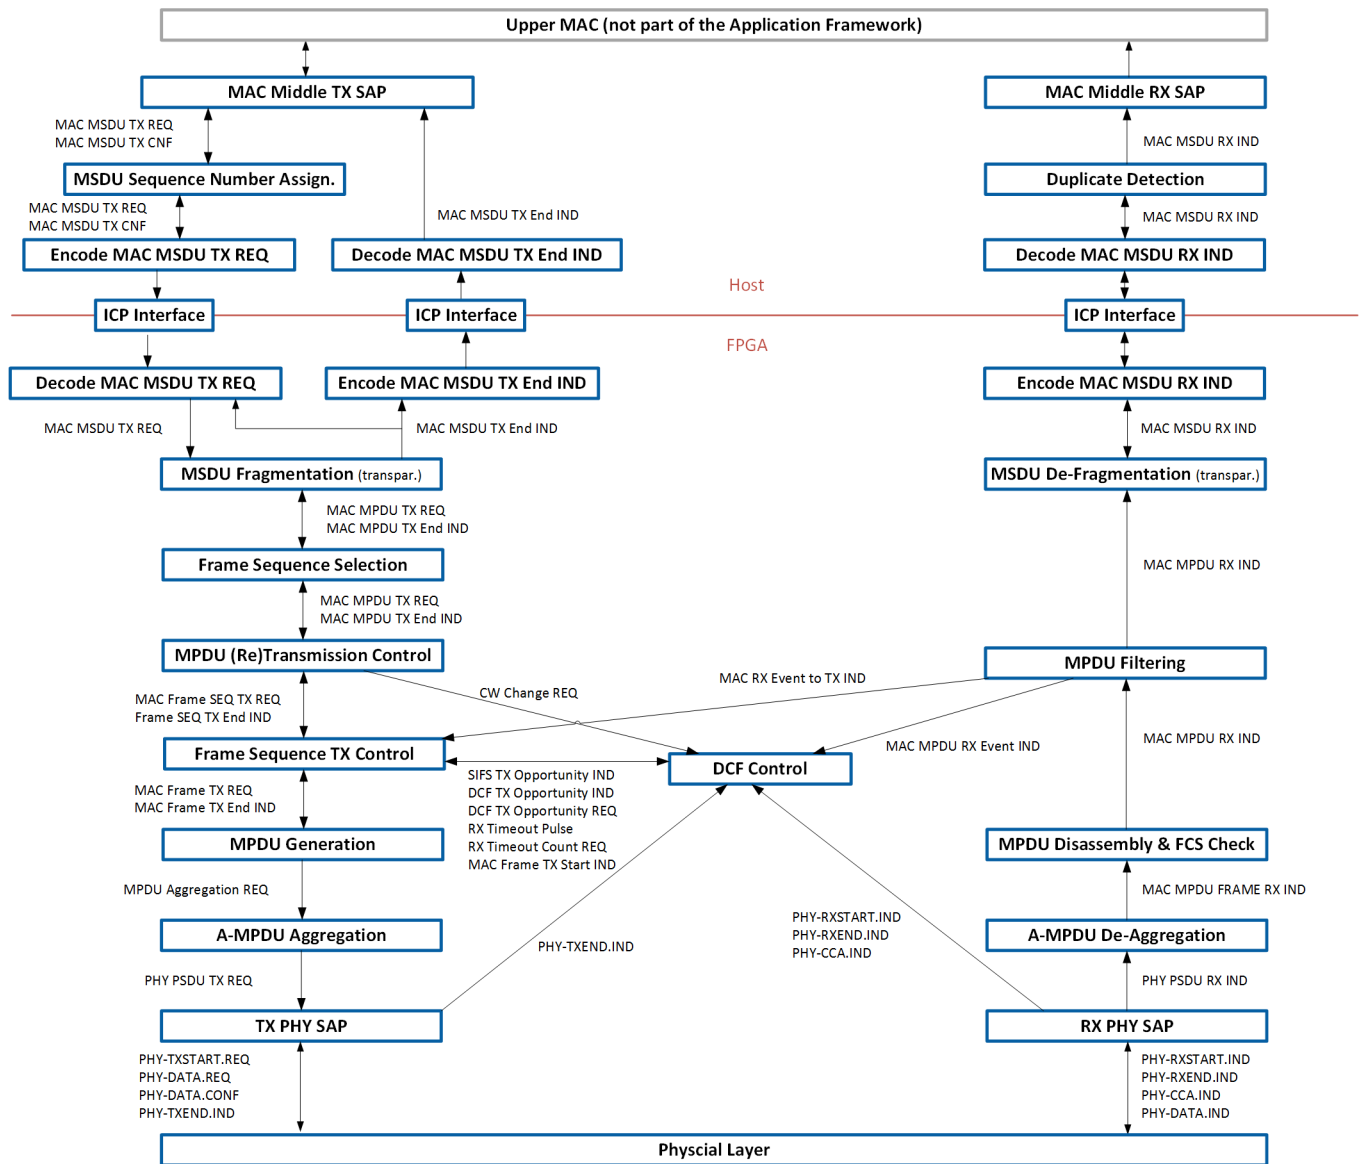 Upper MAC (not part of the Application Framework)
MAC Middle TX SAP
MAC Middle RX SAP
MAC MSDU TX REQ
MAC MSDU TX CNF
MAC MSDU RX IND
MSDU Sequence Number Assign.
Duplicate Detection
MAC MSDU TX REQ
MAC MSDU TX CNF
MAC MSDU TX End IND
MAC MSDU RX IND
Encode MAC MSDU TX REQ
Decode MAC MSDU TX End IND
Decode MAC MSDU RX IND
Host
ICP Interface
ICP Interface
ICP Interface
FPGA
Decode MAC MSDU TX REQ
Encode MAC MSDU TX End IND
Encode MAC MSDU RX IND
MAC MSDU TX REQ
MAC MSDU TX End IND
MAC MSDU RX IND
MSDU Fragmentation (transpar.)
MSDU De-Fragmentation (transpar.)
MAC MPDU TX REQ
MAC MPDU TX End IND
Frame Sequence Selection
MAC MPDU RX IND
MAC MPDU TX REQ
MAC MPDU TX End IND
MPDU (Re)Transmission Control
MPDU Filtering
MAC RX Event to TX IND
CW Change REQ
MAC Frame SEQ TX REQ
Frame SEQ TX End IND
MAC MPDU RX Event IND
MAC MPDU RX IND
Frame Sequence TX Control
DCF Control
SIFS TX Opportunity IND
DCF TX Opportunity IND
DCF TX Opportunity REQ
RX Timeout Pulse
RX Timeout Count REQ
MAC Frame TX Start IND
MAC Frame TX REQ
MAC Frame TX End IND
MPDU Generation
MPDU Disassembly & FCS Check
MPDU Aggregation REQ
MAC MPDU FRAME RX IND
A-MPDU Aggregation
A-MPDU De-Aggregation
PHY-TXEND.IND
PHY-RXSTART.IND
PHY-RXEND.IND
PHY-CCA.IND
PHY PSDU TX REQ
PHY PSDU RX IND
TX PHY SAP
RX PHY SAP
PHY-TXSTART.REQ
PHY-DATA.REQ
PHY-DATA.CONF
PHY-TXEND.IND
PHY-RXSTART.IND
PHY-RXEND.IND
PHY-CCA.IND
PHY-DATA.IND
Physcial Layer